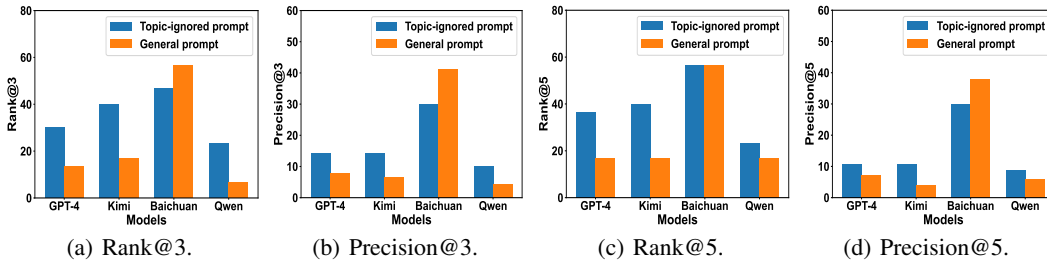 80
60
40
20
0
Rank@3
Topic-ignored prompt
General prompt
GPT-4 Kimi Baichuan Qwen
Models
(a) Rank@3.
60
50
40
30
20
10
0
Precision@3
Topic-ignored prompt
General prompt
GPT-4 Kimi Baichuan Qwen
Models
(b) Precision@3.
80
60
40
20
0
Rank@5
Topic-ignored prompt
General prompt
GPT-4 Kimi Baichuan Qwen
Models
(c) Rank@5.
60
50
40
30
20
10
0
Precision@5
Topic-ignored prompt
General prompt
GPT-4 Kimi Baichuan Qwen
Models
(d) Precision@5.